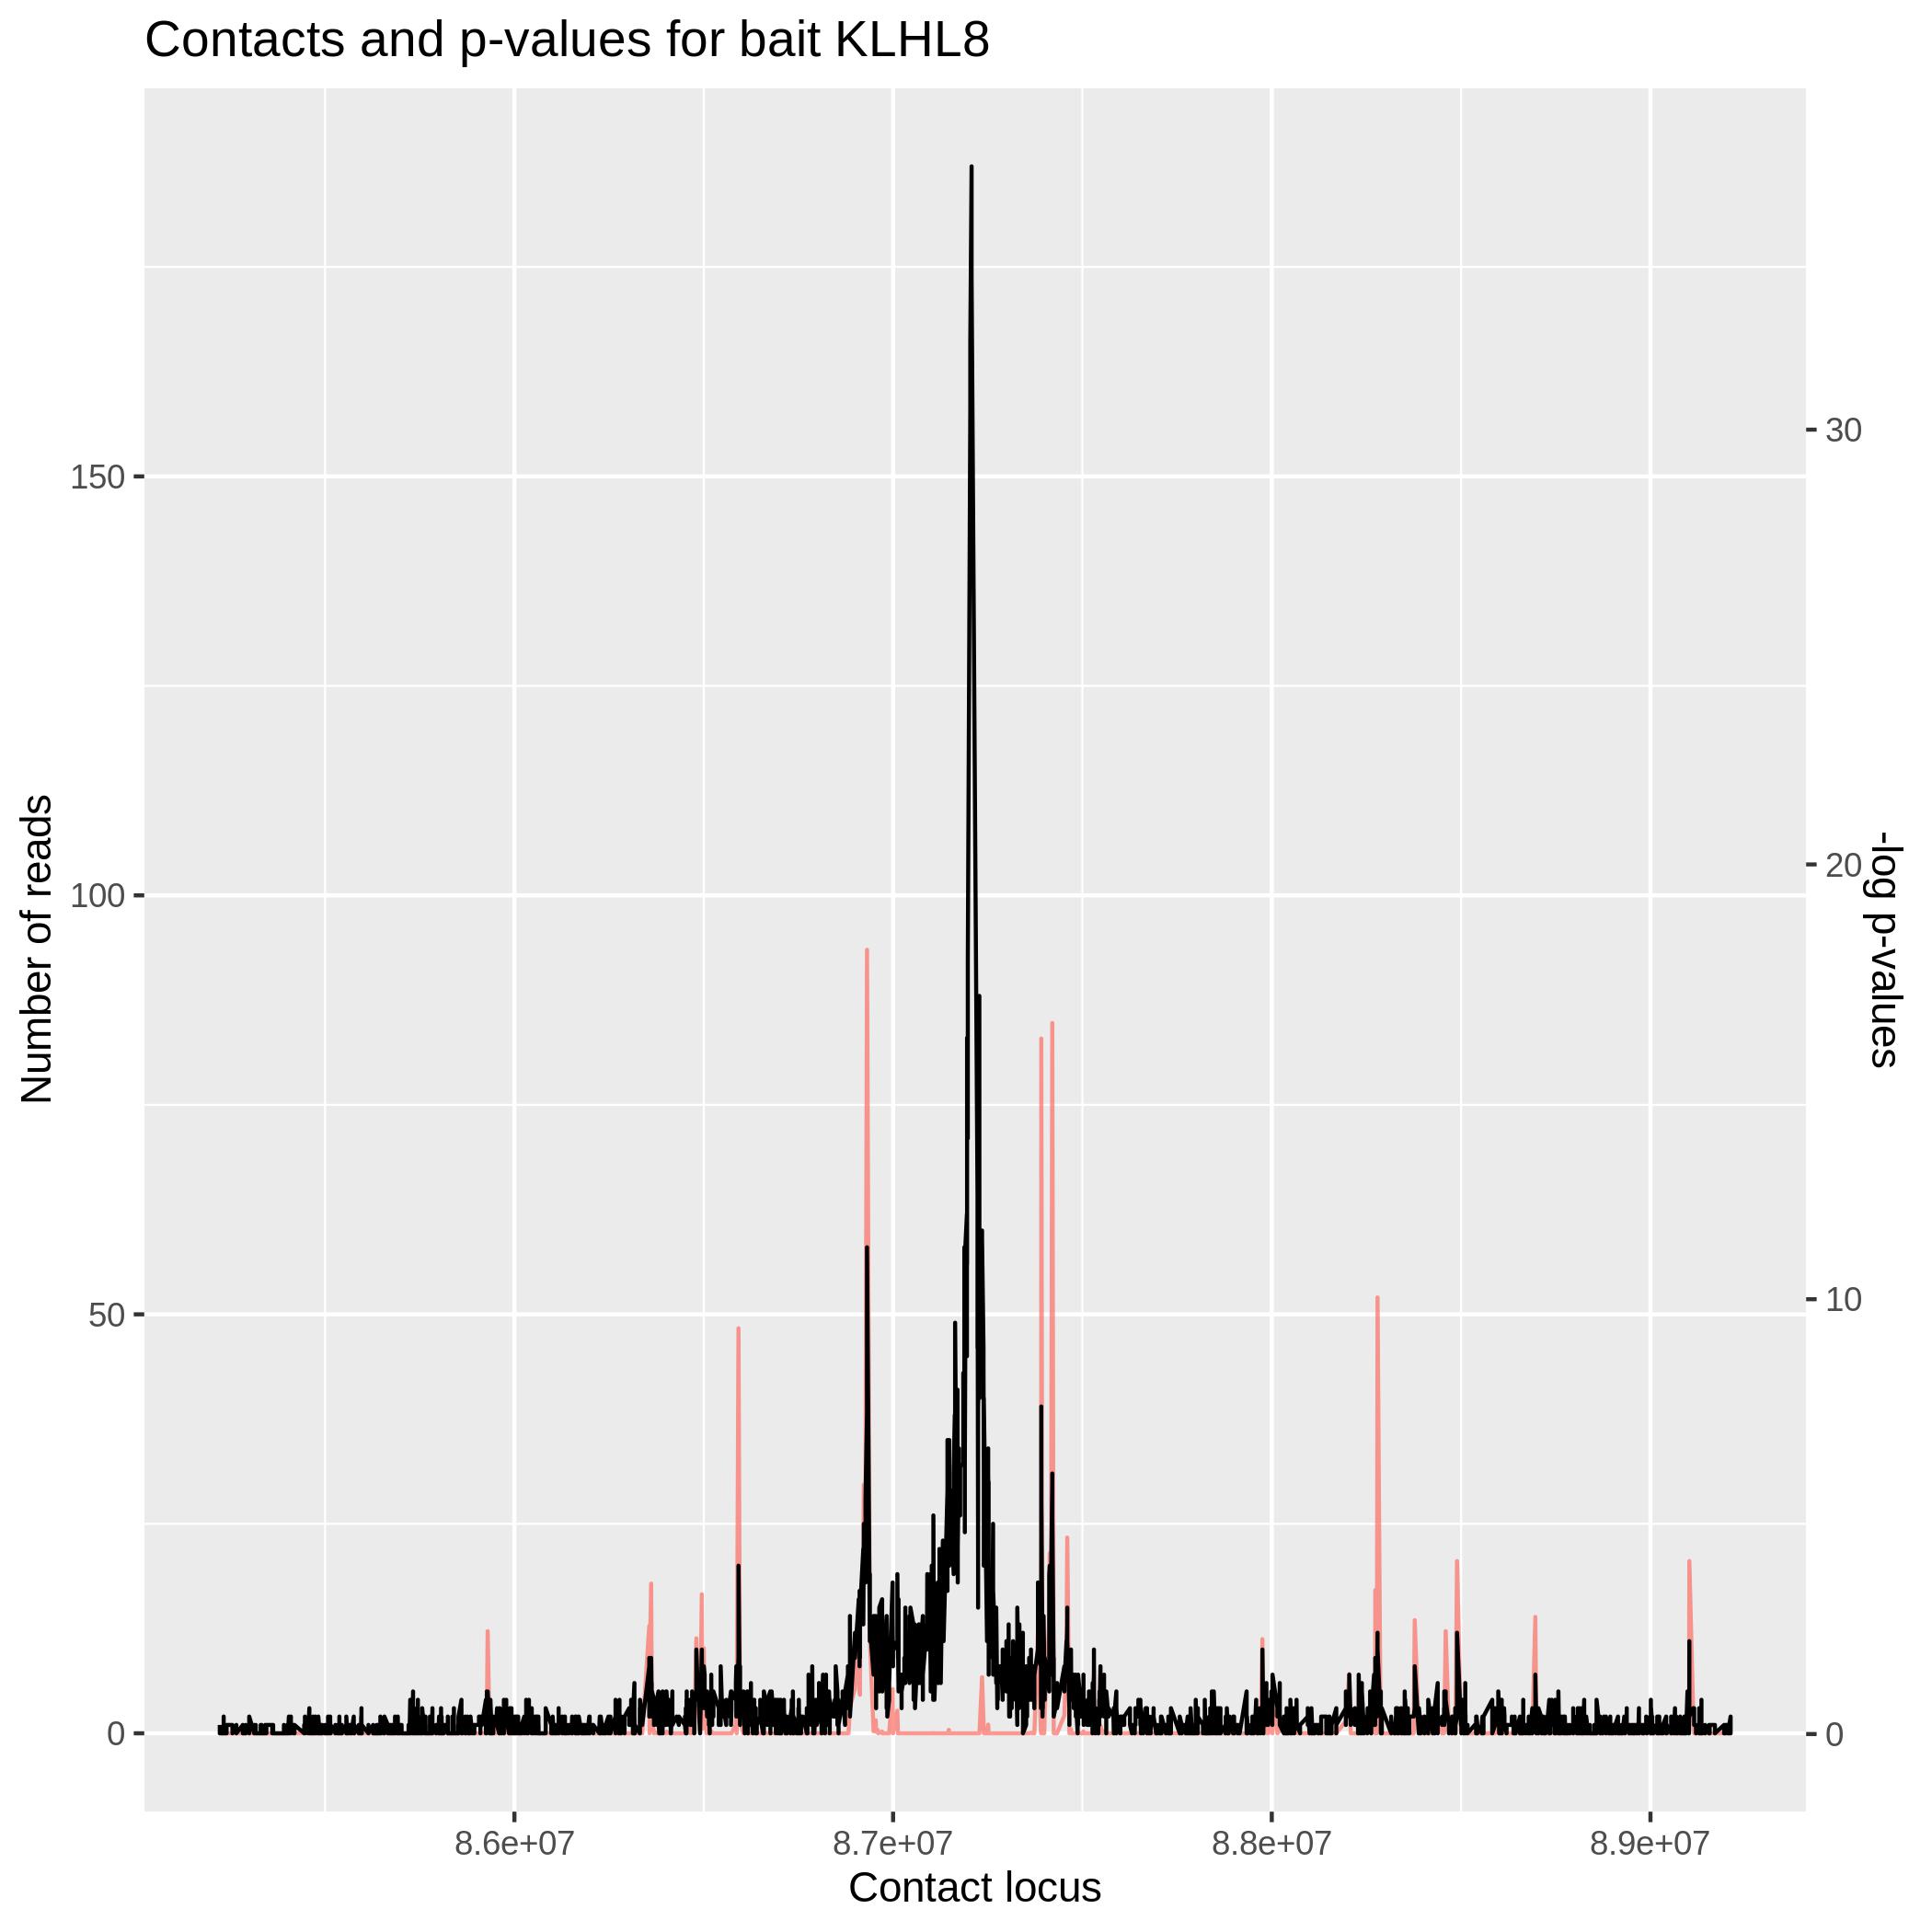 Contacts and p-values for bait KLHL8
Number of reads
150
100
50
0
30
20
10
0
-log p-values
8.6e+07
8.7e+07
8.8e+07
8.9e+07
Contact locus